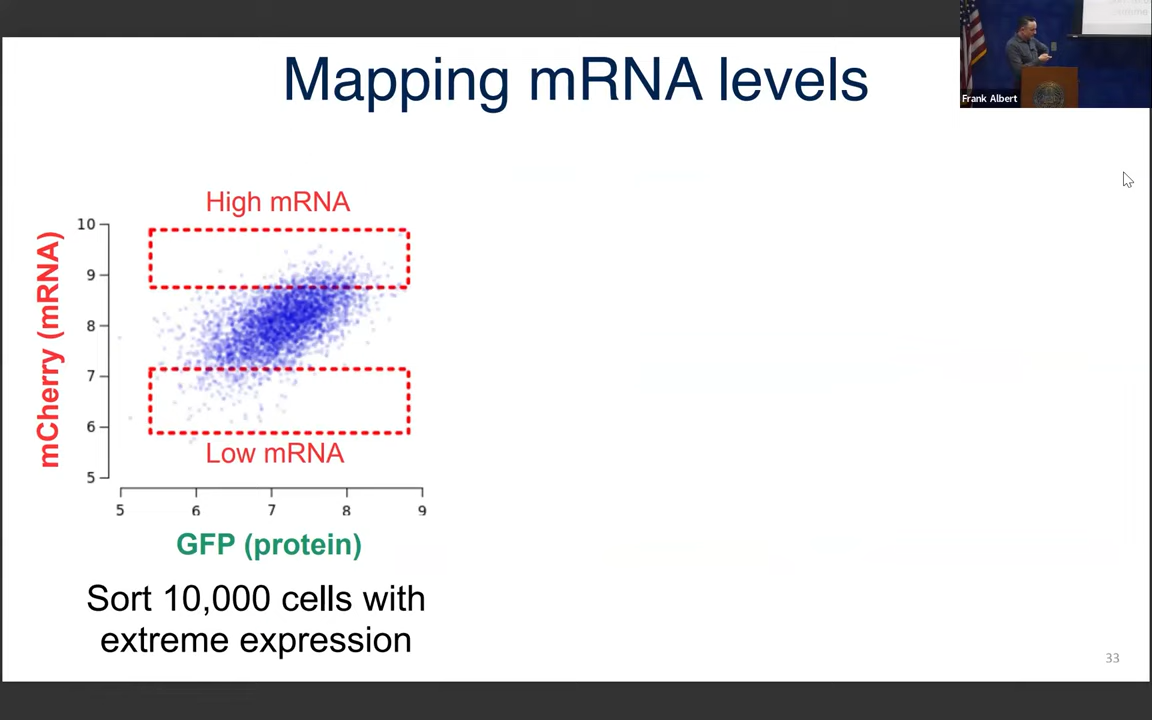 Mapping mRNA levels
Frank Albert
High mRNA
mCherry (mRNA)
10
9
8
7
6
5
Low mRNA
5 6 7 8 9
GFP (protein)
Sort 10,000 cells with
extreme expression
33